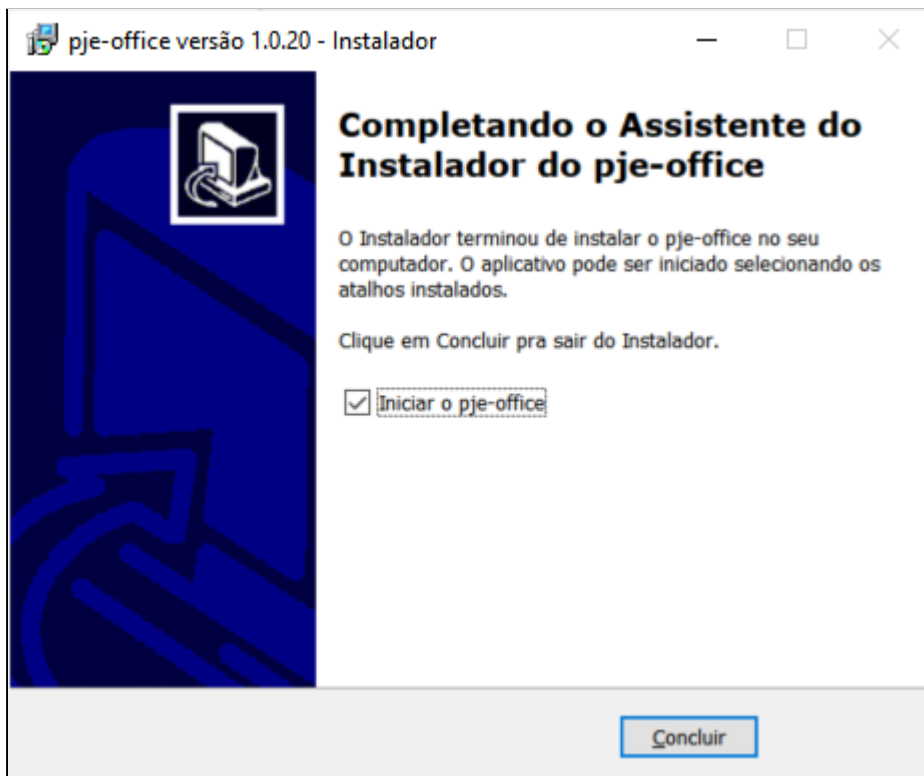 pje-office versão 1.0.20 - Instalador
Completando o Assistente do
Instalador do pje-office
O Instalador terminou de instalar o pje-office no seu
computador. O aplicativo pode ser iniciado selecionando os
atalhos instalados.
Clique em Concluir pra sair do Instalador.
Iniciar o pje-office
Concluir